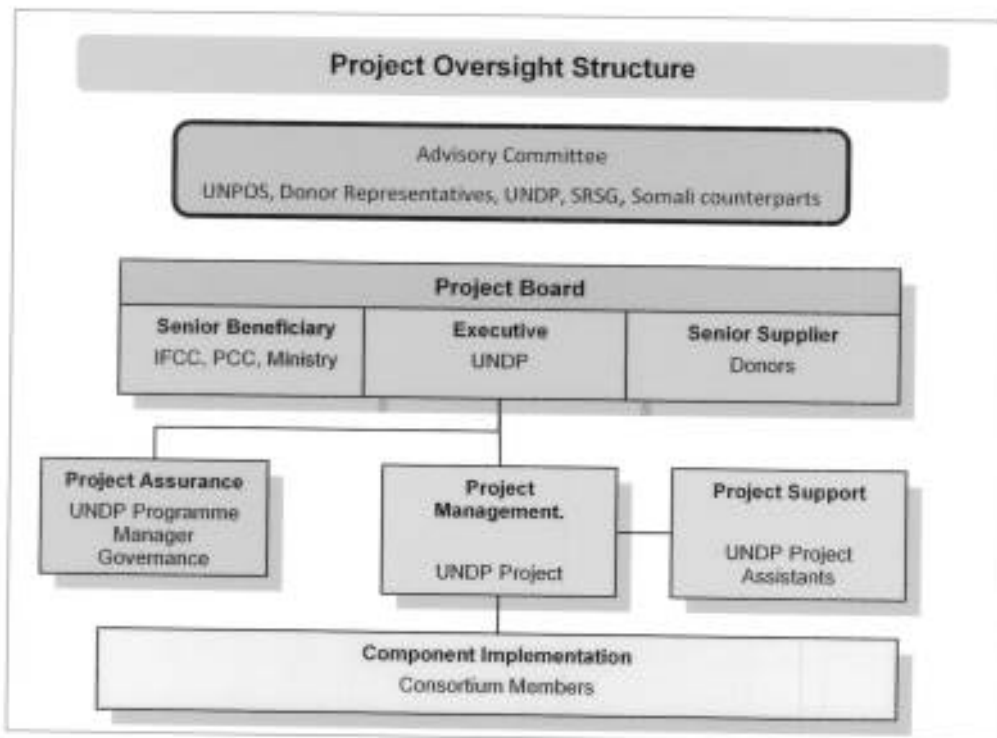 Project Oversight Structure
Advisory Committee
UNPOS, Donor Representatives, UNDP, SRSG, Somali counterparts
Project Board
Senior Beneficiary
IFCC, PCC, Ministry
Executive
UNDP
Senior Supplier
Donors
Project Assurance
UNDP Programme
Manager
Governance
Project
Management.
UNDP Project
Project Support
UNDP Project
Assistants
Component Implementation
Consortium Members